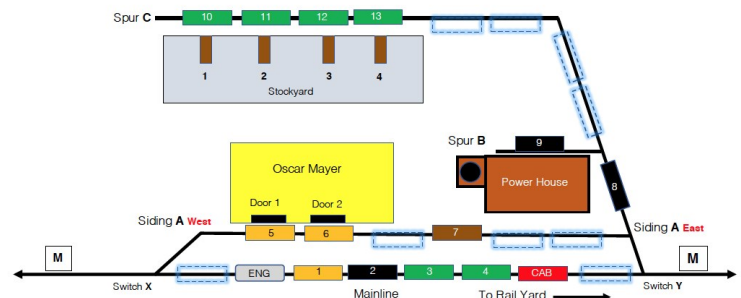 Spur C
10 11 12 13
1 2 3 4
Stockyard
Spur B
9
Oscar Mayer
Power House
8
Door 1 Door 2
Siding A West
5 6 7
Siding A East
M
M
ENG 1 2 3 4 CAB
Switch X
Mainline
To Rail Yard
Switch Y